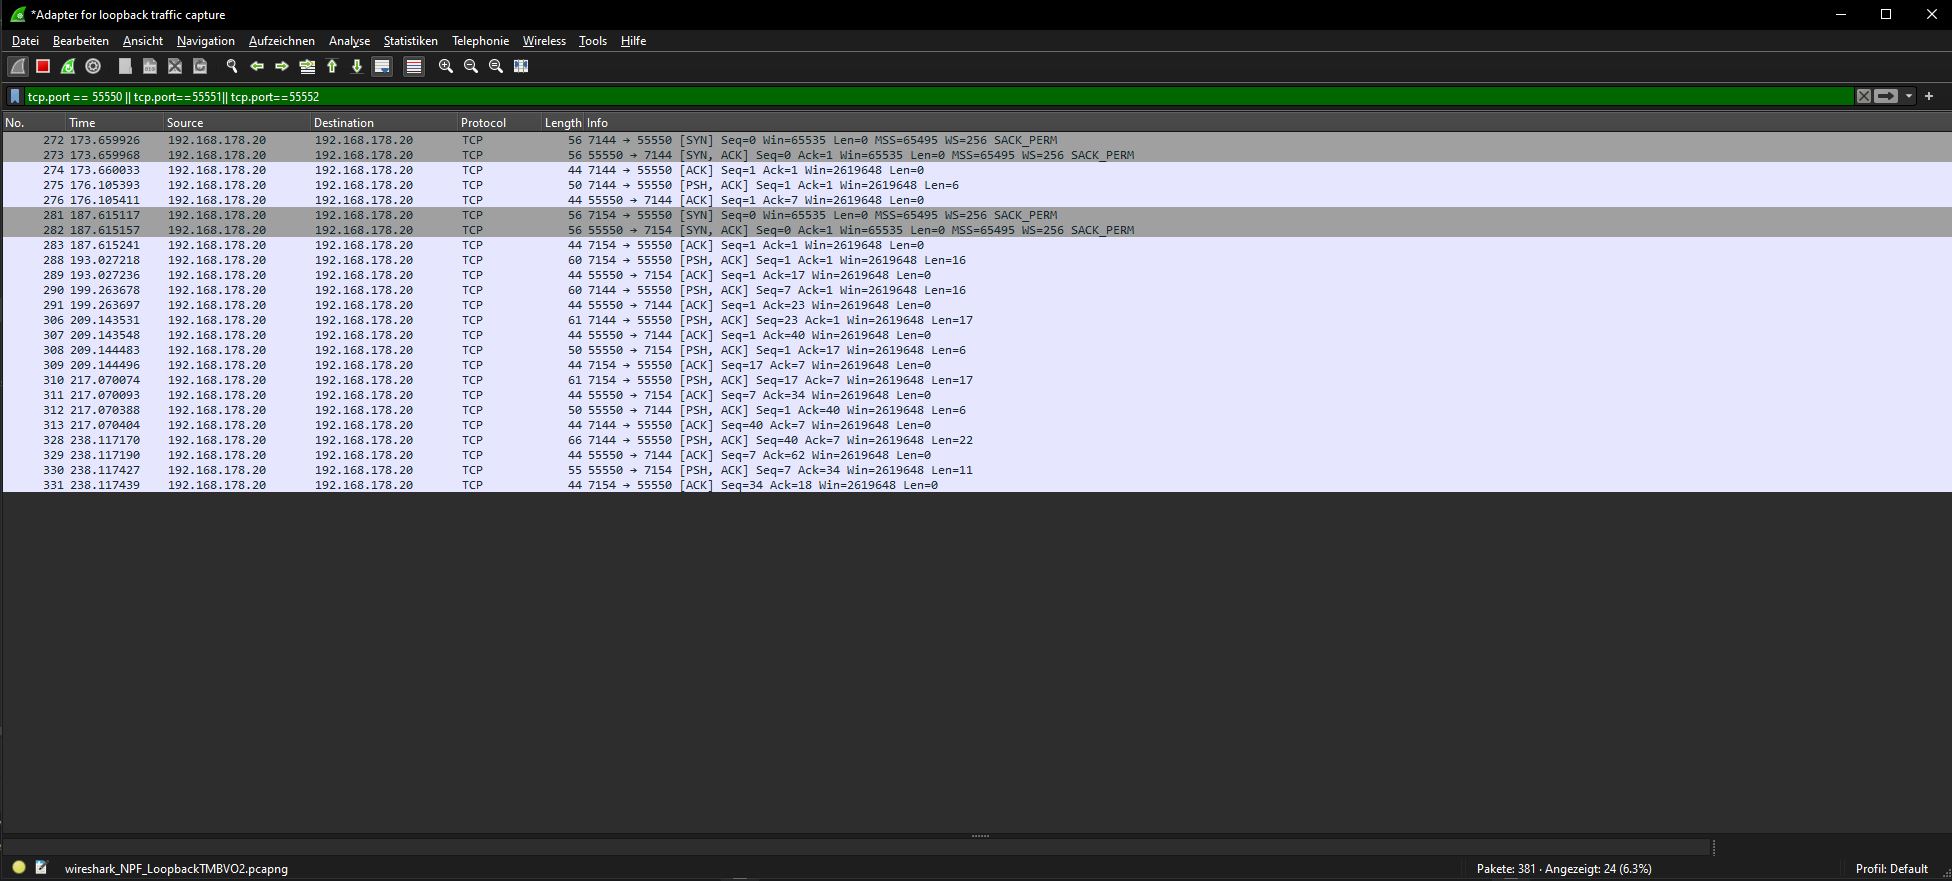 *Adapter for loopback traffic capture
Datei Bearbeiten Ansicht Navigation Aufzeichnen Analyse Statistiken Telephonie Wireless Tools Hilfe
tcp.port == 55550 || tcp.port==55551|| tcp.port==55552
No. Time Source Destination Protocol Length Info
272 173.659926 192.168.178.20 192.168.178.20 TCP 56 7144 → 55550 [SYN] Seq=0 Win=65535 Len=0 MSS=65495 WS=256 SACK_PERM
273 173.659968 192.168.178.20 192.168.178.20 TCP 56 55550 → 7144 [SYN, ACK] Seq=0 Ack=1 Win=65535 Len=0 MSS=65495 WS=256 SACK_PERM
274 173.660033 192.168.178.20 192.168.178.20 TCP 44 7144 → 55550 [ACK] Seq=1 Ack=1 Win=2619648 Len=0
275 176.105393 192.168.178.20 192.168.178.20 TCP 50 7144 → 55550 [PSH, ACK] Seq=1 Ack=1 Win=2619648 Len=6
276 176.105411 192.168.178.20 192.168.178.20 TCP 44 55550 → 7144 [ACK] Seq=1 Ack=7 Win=2619648 Len=0
281 187.615117 192.168.178.20 192.168.178.20 TCP 56 7154 → 55550 [SYN] Seq=0 Win=65535 Len=0 MSS=65495 WS=256 SACK_PERM
282 187.615157 192.168.178.20 192.168.178.20 TCP 56 55550 → 7154 [SYN, ACK] Seq=0 Ack=1 Win=65535 Len=0 MSS=65495 WS=256 SACK_PERM
283 187.615241 192.168.178.20 192.168.178.20 TCP 44 7154 → 55550 [ACK] Seq=1 Ack=1 Win=2619648 Len=0
288 193.027218 192.168.178.20 192.168.178.20 TCP 60 7154 → 55550 [PSH, ACK] Seq=1 Ack=1 Win=2619648 Len=16
289 193.027236 192.168.178.20 192.168.178.20 TCP 44 55550 → 7154 [ACK] Seq=1 Ack=17 Win=2619648 Len=0
290 199.263678 192.168.178.20 192.168.178.20 TCP 60 7144 → 55550 [PSH, ACK] Seq=7 Ack=1 Win=2619648 Len=16
291 199.263697 192.168.178.20 192.168.178.20 TCP 44 55550 → 7144 [ACK] Seq=1 Ack=23 Win=2619648 Len=0
306 209.143531 192.168.178.20 192.168.178.20 TCP 61 7144 → 55550 [PSH, ACK] Seq=23 Ack=1 Win=2619648 Len=17
307 209.143548 192.168.178.20 192.168.178.20 TCP 44 55550 → 7144 [ACK] Seq=1 Ack=40 Win=2619648 Len=0
308 209.144483 192.168.178.20 192.168.178.20 TCP 50 55550 → 7154 [PSH, ACK] Seq=1 Ack=17 Win=2619648 Len=6
309 209.144496 192.168.178.20 192.168.178.20 TCP 44 7154 → 55550 [ACK] Seq=17 Ack=7 Win=2619648 Len=0
310 217.070074 192.168.178.20 192.168.178.20 TCP 61 7154 → 55550 [PSH, ACK] Seq=17 Ack=7 Win=2619648 Len=17
311 217.070093 192.168.178.20 192.168.178.20 TCP 44 55550 → 7154 [ACK] Seq=7 Ack=34 Win=2619648 Len=0
312 217.070388 192.168.178.20 192.168.178.20 TCP 50 55550 → 7144 [PSH, ACK] Seq=1 Ack=40 Win=2619648 Len=6
313 217.070404 192.168.178.20 192.168.178.20 TCP 44 7144 → 55550 [ACK] Seq=40 Ack=7 Win=2619648 Len=0
328 238.117170 192.168.178.20 192.168.178.20 TCP 66 7144 → 55550 [PSH, ACK] Seq=40 Ack=7 Win=2619648 Len=22
329 238.117190 192.168.178.20 192.168.178.20 TCP 44 55550 → 7144 [ACK] Seq=7 Ack=62 Win=2619648 Len=0
330 238.117427 192.168.178.20 192.168.178.20 TCP 55 55550 → 7154 [PSH, ACK] Seq=7 Ack=34 Win=2619648 Len=11
331 238.117439 192.168.178.20 192.168.178.20 TCP 44 7154 → 55550 [ACK] Seq=34 Ack=18 Win=2619648 Len=0
wireshark_NPF_LoopbackTMBVO2.pcapng Pakete: 381 · Angezeigt: 24 (6.3%) Profil: Default